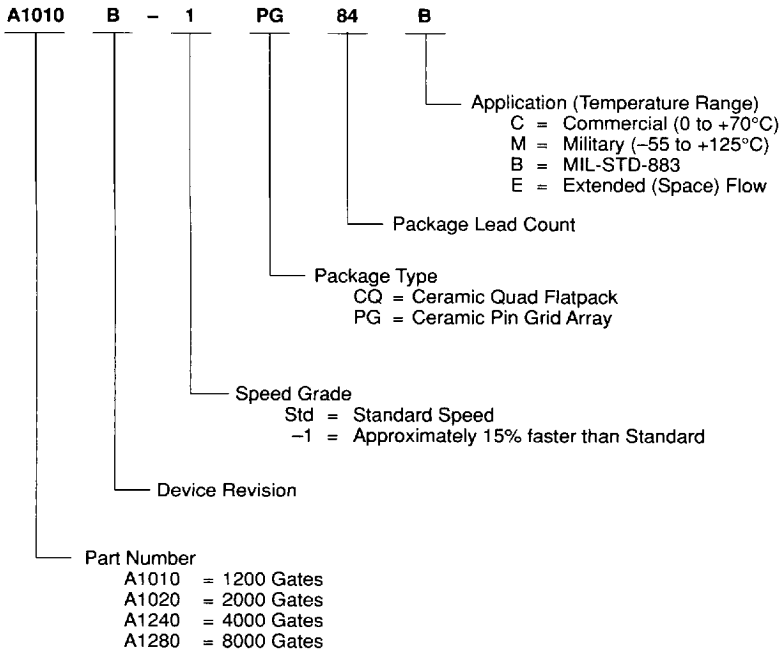 A1010 B - 1 PG 84 B
Application (Temperature Range)
C = Commercial (0 to +70°C)
M = Military (–55 to +125°C)
B = MIL-STD-883
E = Extended (Space) Flow
Package Lead Count
Package Type
CQ = Ceramic Quad Flatpack
PG = Ceramic Pin Grid Array
Speed Grade
Std = Standard Speed
–1 = Approximately 15% faster than Standard
Device Revision
Part Number
A1010 = 1200 Gates
A1020 = 2000 Gates
A1240 = 4000 Gates
A1280 = 8000 Gates